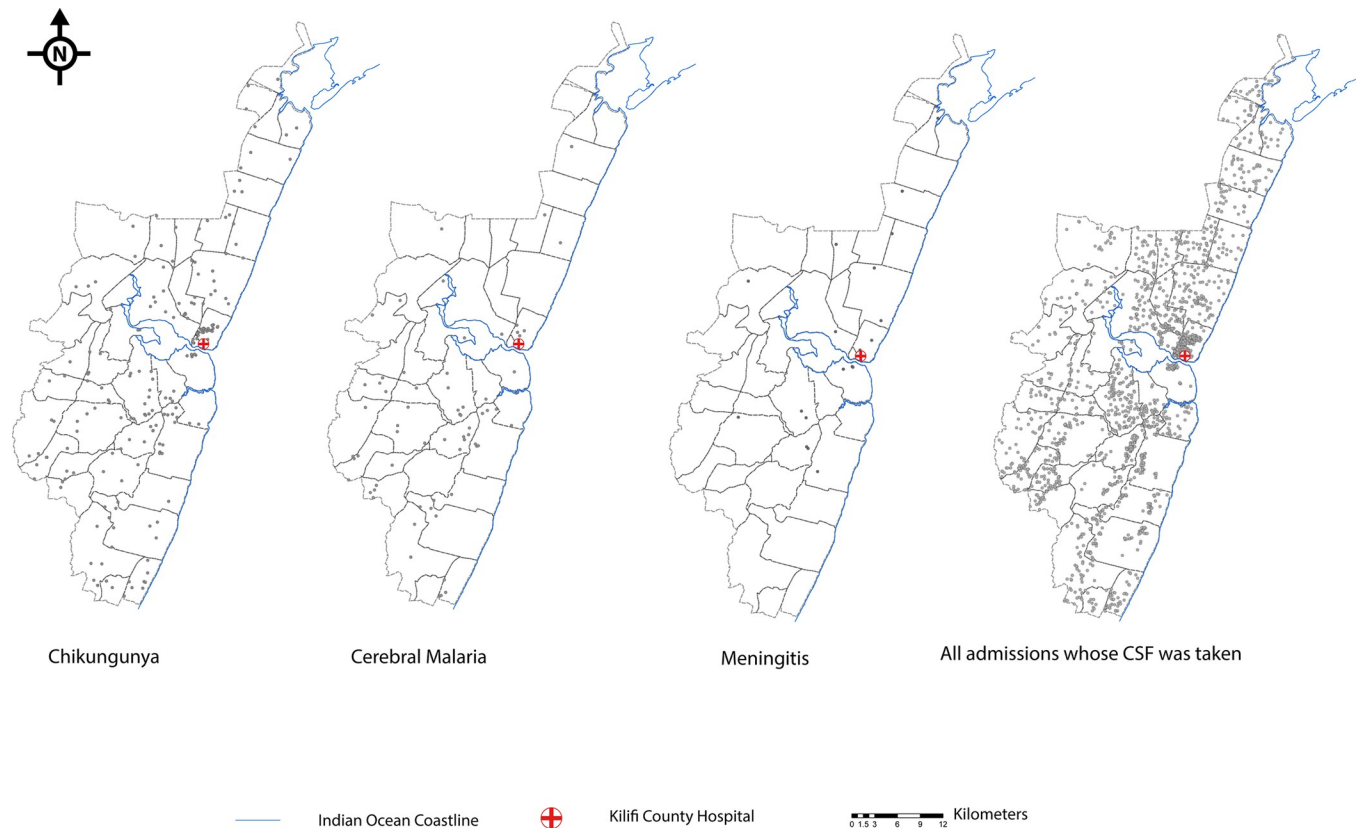 N
Chikungunya
Cerebral Malaria
Meningitis
All admissions whose CSF was taken
Indian Ocean Coastline
Kilifi County Hospital
Kilometers
0 1.5 3 6 9 12